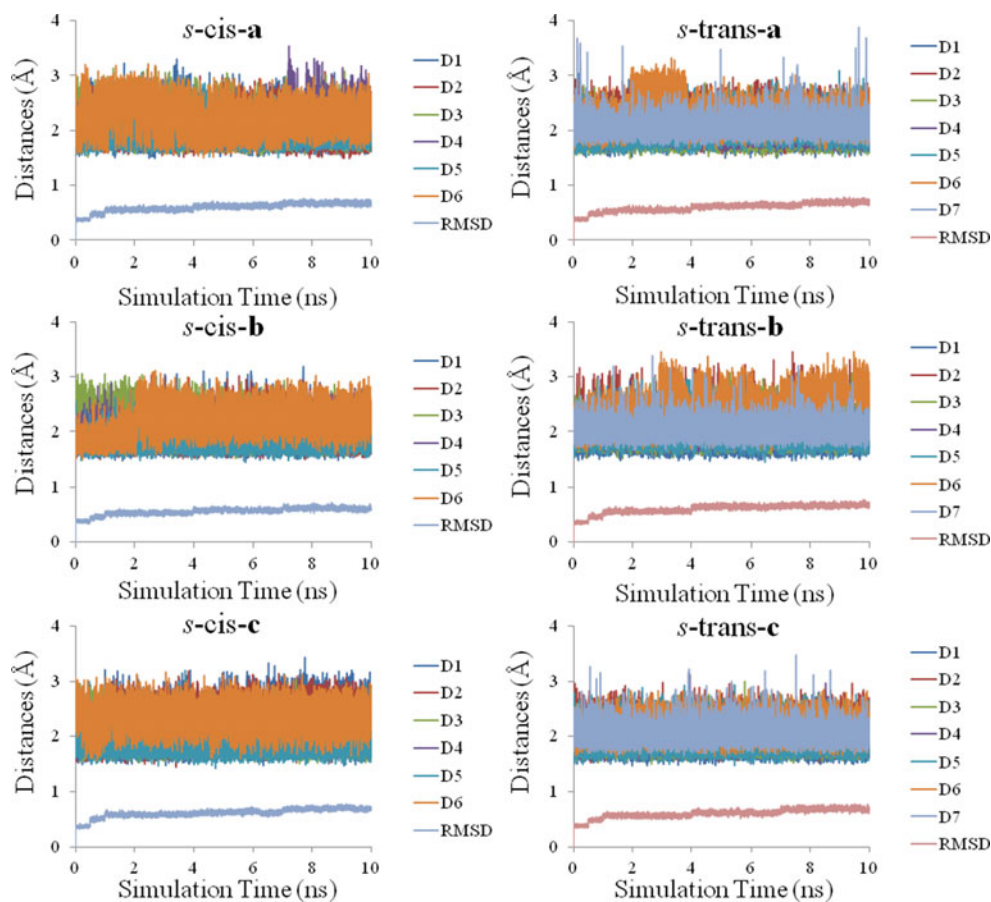 s-cis-a
Distances (Å)
4
3
2
1
0
0 2 4 6 8 10
Simulation Time (ns)
D1
D2
D3
D4
D5
D6
RMSD
s-trans-a
Distances (Å)
4
3
2
1
0
0 2 4 6 8 10
Simulation Time (ns)
D1
D2
D3
D4
D5
D6
D7
RMSD
s-cis-b
Distances (Å)
4
3
2
1
0
0 2 4 6 8 10
Simulation Time (ns)
D1
D2
D3
D4
D5
D6
RMSD
s-trans-b
Distances (Å)
4
3
2
1
0
0 2 4 6 8 10
Simulation Time (ns)
D1
D2
D3
D4
D5
D6
D7
RMSD
s-cis-c
Distances (Å)
4
3
2
1
0
0 2 4 6 8 10
Simulation Time (ns)
D1
D2
D3
D4
D5
D6
RMSD
s-trans-c
Distances (Å)
4
3
2
1
0
0 2 4 6 8 10
Simulation Time (ns)
D1
D2
D3
D4
D5
D6
D7
RMSD